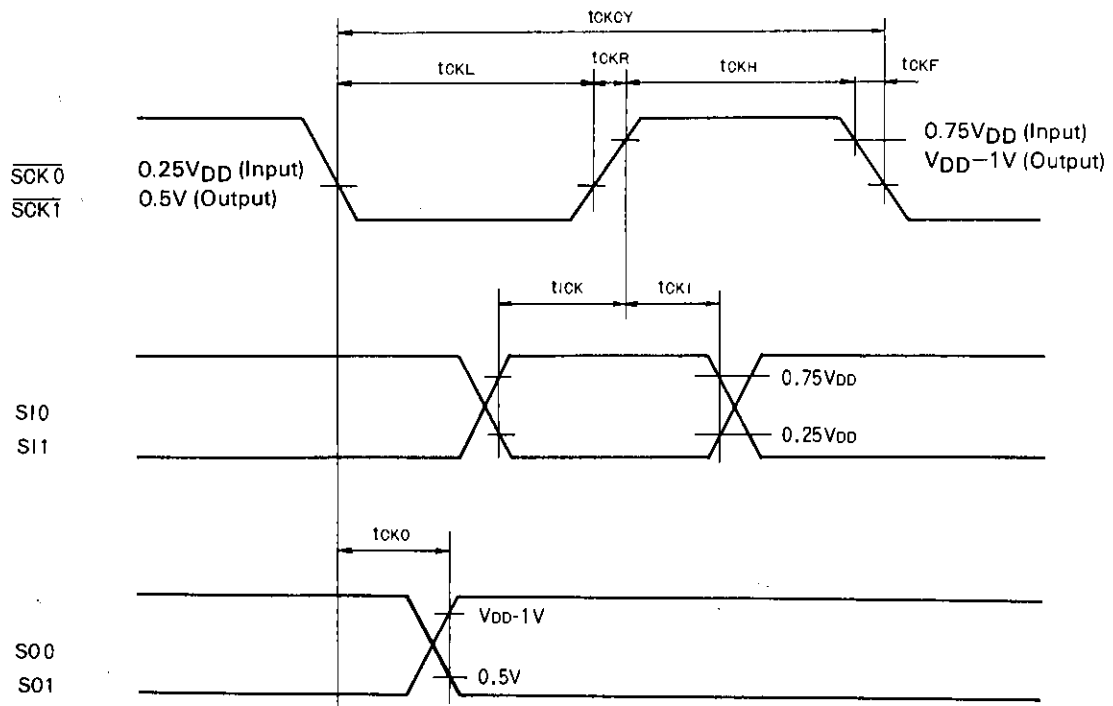 tCKCY
tCKL
tCKR
tCKH
tCKF
SCK0
SCK1
0.25VDD (Input)
0.5V (Output)
0.75VDD (Input)
VDD−1V (Output)
tICK
tCKI
SI0
SI1
0.75VDD
0.25VDD
tCKO
SO0
SO1
VDD-1V
0.5V